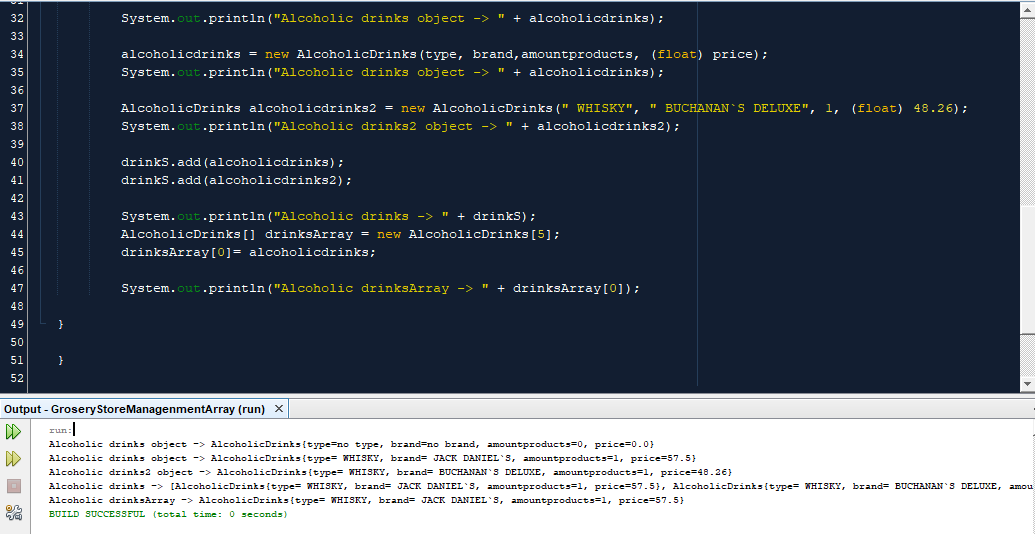 32 System.out.println("Alcoholic drinks object -> " + alcoholicdrinks);
33
34 alcoholicdrinks = new AlcoholicDrinks(type, brand,amountproducts, (float) price);
35 System.out.println("Alcoholic drinks object -> " + alcoholicdrinks);
36
37 AlcoholicDrinks alcoholicdrinks2 = new AlcoholicDrinks(" WHISKY", " BUCHANAN`S DELUXE", 1, (float) 48.26);
38 System.out.println("Alcoholic drinks2 object -> " + alcoholicdrinks2);
39
40 drinkS.add(alcoholicdrinks);
41 drinkS.add(alcoholicdrinks2);
42
43 System.out.println("Alcoholic drinks -> " + drinkS);
44 AlcoholicDrinks[] drinksArray = new AlcoholicDrinks[5];
45 drinksArray[0]= alcoholicdrinks;
46
47 System.out.println("Alcoholic drinksArray -> " + drinksArray[0]);
48
49 }
50
51 }
52
Output - GroseryStoreManagenmentArray (run) ×
run:
Alcoholic drinks object -> AlcoholicDrinks{type=no type, brand=no brand, amountproducts=0, price=0.0}
Alcoholic drinks object -> AlcoholicDrinks{type= WHISKY, brand= JACK DANIEL`S, amountproducts=1, price=57.5}
Alcoholic drinks2 object -> AlcoholicDrinks{type= WHISKY, brand= BUCHANAN`S DELUXE, amountproducts=1, price=48.26}
Alcoholic drinks -> [AlcoholicDrinks{type= WHISKY, brand= JACK DANIEL`S, amountproducts=1, price=57.5}, AlcoholicDrinks{type= WHISKY, brand= BUCHANAN`S DELUXE, amou
Alcoholic drinksArray -> AlcoholicDrinks{type= WHISKY, brand= JACK DANIEL`S, amountproducts=1, price=57.5}
BUILD SUCCESSFUL (total time: 0 seconds)